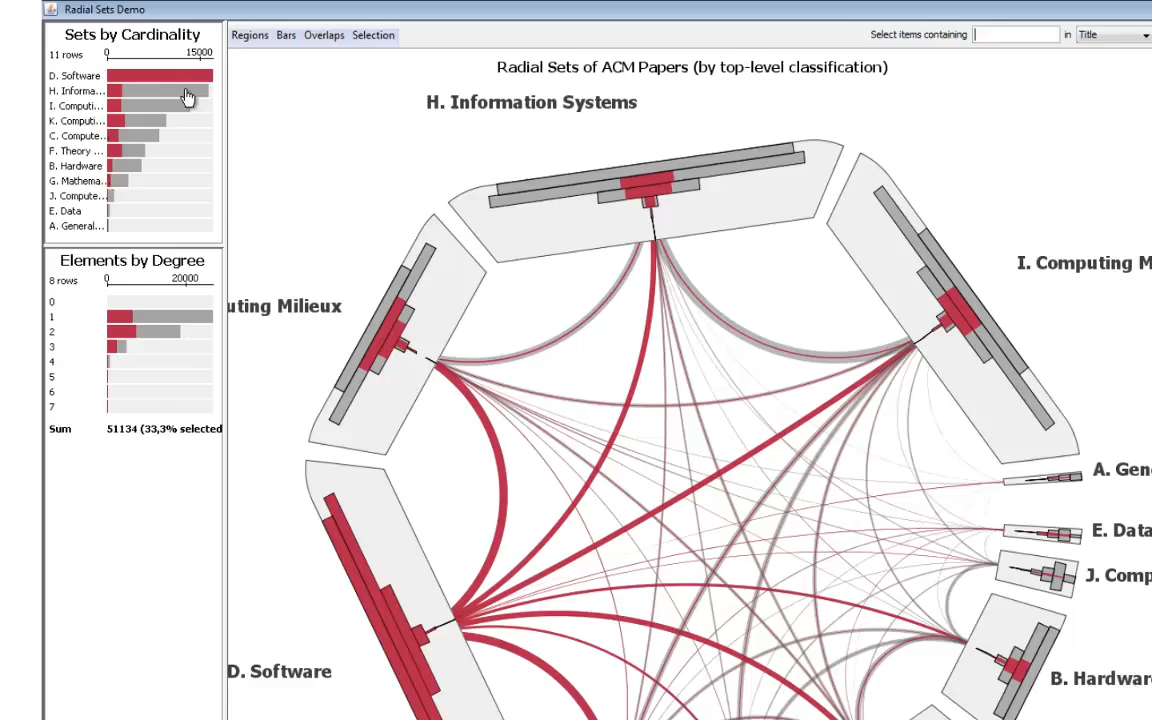 Radial Sets Demo
Sets by Cardinality
11 rows 0 15000
D. Software
H. Informa...
I. Computi...
K. Computi...
C. Compute...
F. Theory ...
B. Hardware
G. Mathema...
J. Compute...
E. Data
A. General...
Elements by Degree
8 rows 0 20000
0
1
2
3
4
5
6
7
Sum 51134 (33,3% selected
Regions Bars Overlaps Selection
Select items containing in Title
Radial Sets of ACM Papers (by top-level classification)
H. Information Systems
I. Computing M
uting Milieux
A. Gen
E. Data
J. Comp
D. Software
B. Hardwar